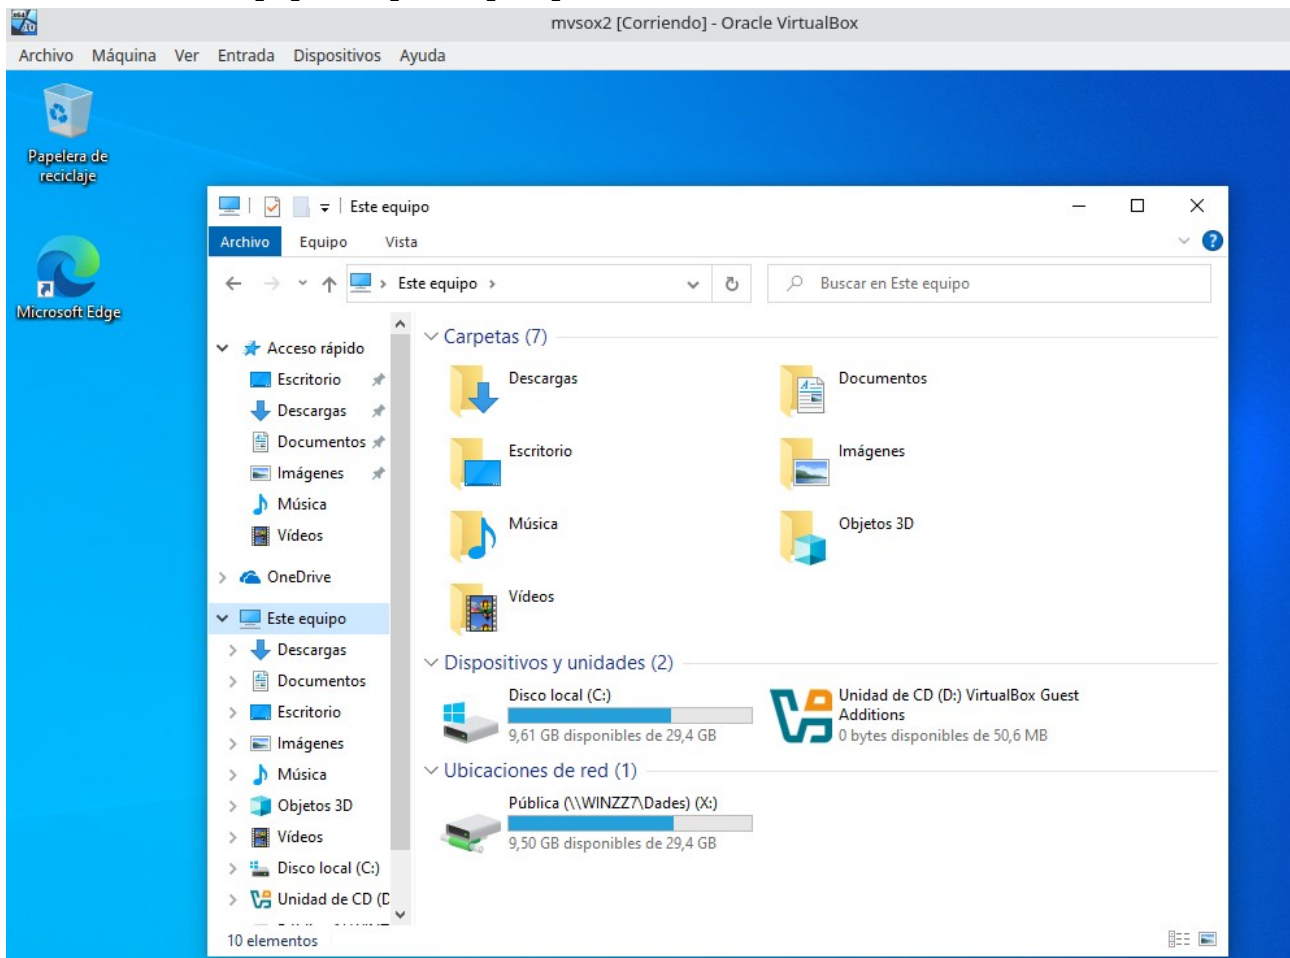 mvsox2 [Corriendo] - Oracle VirtualBox
Archivo Máquina Ver Entrada Dispositivos Ayuda
Papelera de
reciclaje
Microsoft Edge
Este equipo
Archivo Equipo Vista
Este equipo
Buscar en Este equipo
Acceso rápido
Escritorio
Descargas
Documentos
Imágenes
Música
Vídeos
OneDrive
Este equipo
Descargas
Documentos
Escritorio
Imágenes
Música
Objetos 3D
Vídeos
Disco local (C:)
Unidad de CD (D
Carpetas (7)
Descargas
Documentos
Escritorio
Imágenes
Música
Objetos 3D
Vídeos
Dispositivos y unidades (2)
Disco local (C:)
9,61 GB disponibles de 29,4 GB
Unidad de CD (D:) VirtualBox Guest
Additions
0 bytes disponibles de 50,6 MB
Ubicaciones de red (1)
Pública (\\WINZZ7\Dades) (X:)
9,50 GB disponibles de 29,4 GB
10 elementos